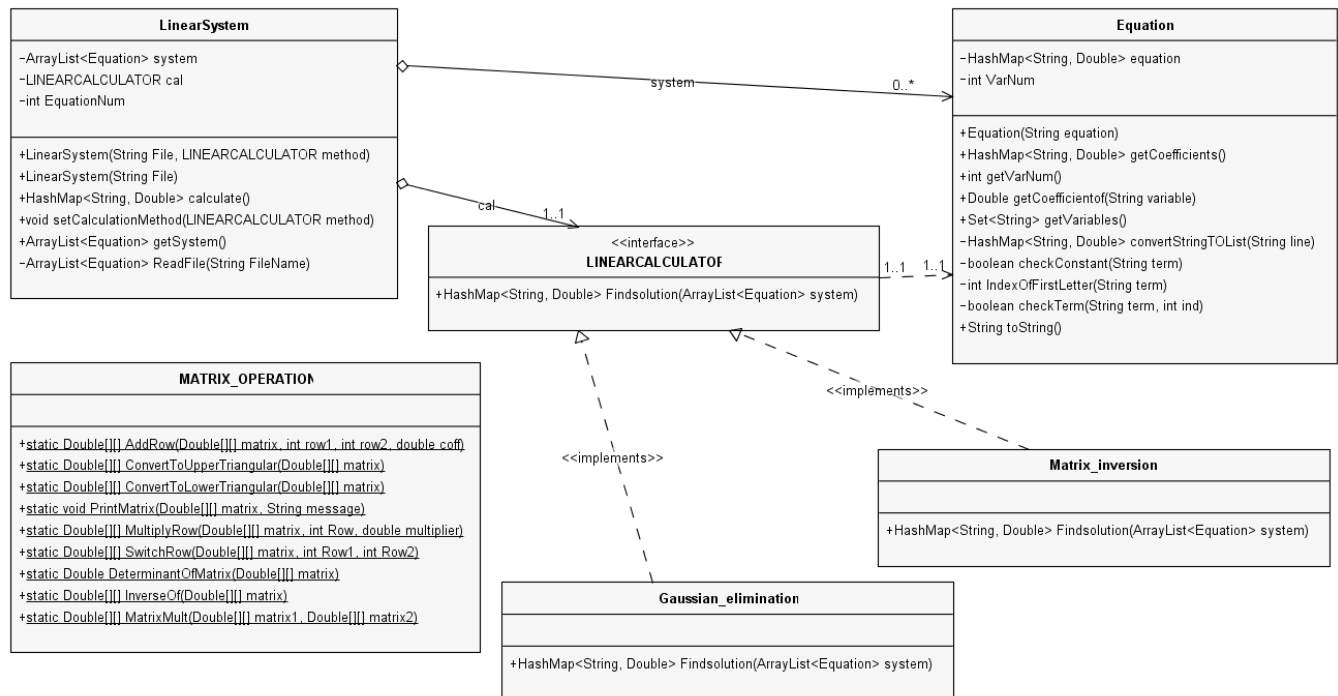 LinearSystem
-ArrayList<Equation> system
-LINEARCALCULATOR cal
-int EquationNum
+LinearSystem(String File, LINEARCALCULATOR method)
+LinearSystem(String File)
+HashMap<String, Double> calculate()
+void setCalculationMethod(LINEARCALCULATOR method)
+ArrayList<Equation> getSystem()
-ArrayList<Equation> ReadFile(String FileName)
system
0..*
cal
1..1
Equation
-HashMap<String, Double> equation
-int VarNum
+Equation(String equation)
+HashMap<String, Double> getCoefficients()
+int getVarNum()
+Double getCoefficientof(String variable)
+Set<String> getVariables()
-HashMap<String, Double> convertStringTOList(String line)
-boolean checkConstant(String term)
-int IndexOfFirstLetter(String term)
-boolean checkTerm(String term, int ind)
+String toString()
<<interface>>
LINEARCALCULATOR
+HashMap<String, Double> Findsolution(ArrayList<Equation> system)
1..1
1..1
<<implements>>
<<implements>>
MATRIX_OPERATION
+static Double[][] AddRow(Double[][] matrix, int row1, int row2, double coff)
+static Double[][] ConvertToUpperTriangular(Double[][] matrix)
+static Double[][] ConvertToLowerTriangular(Double[][] matrix)
+static void PrintMatrix(Double[][] matrix, String message)
+static Double[][] MultiplyRow(Double[][] matrix, int Row, double multiplier)
+static Double[][] SwitchRow(Double[][] matrix, int Row1, int Row2)
+static Double DeterminantOfMatrix(Double[][] matrix)
+static Double[][] InverseOf(Double[][] matrix)
+static Double[][] MatrixMult(Double[][] matrix1, Double[][] matrix2)
Matrix_inversion
+HashMap<String, Double> Findsolution(ArrayList<Equation> system)
Gaussian_elimination
+HashMap<String, Double> Findsolution(ArrayList<Equation> system)